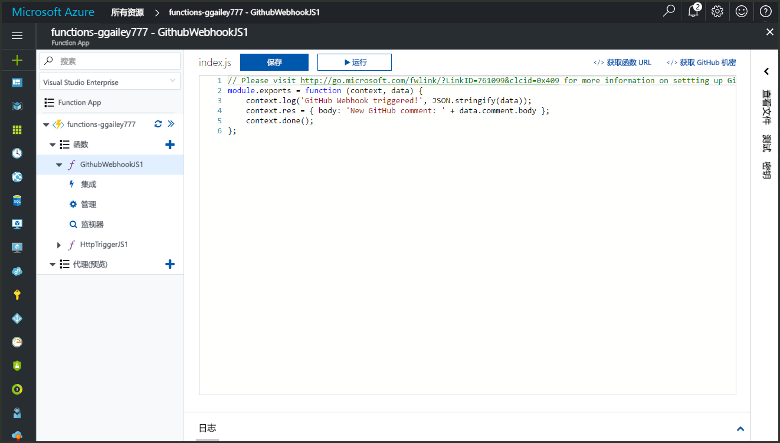 Microsoft Azure 所有资源 > functions-ggailey777 - GithubWebhookJS1
2
functions-ggailey777 - GithubWebhookJS1
Function App
搜索
Visual Studio Enterprise
Function App
functions-ggailey777
函数
GithubWebhookJS1
集成
管理
监视器
HttpTriggerJS1
代理(预览)
index.js 保存 运行 </> 获取函数 URL </> 获取 GitHub 机密
1 // Please visit http://go.microsoft.com/fwlink/?LinkID=761099&clcid=0x409 for more information on settting up Gi
2 module.exports = function (context, data) {
3 context.log('GitHub Webhook triggered!', JSON.stringify(data));
4 context.res = { body: 'New GitHub comment: ' + data.comment.body };
5 context.done();
6 };
查看文件
测试
密钥
日志